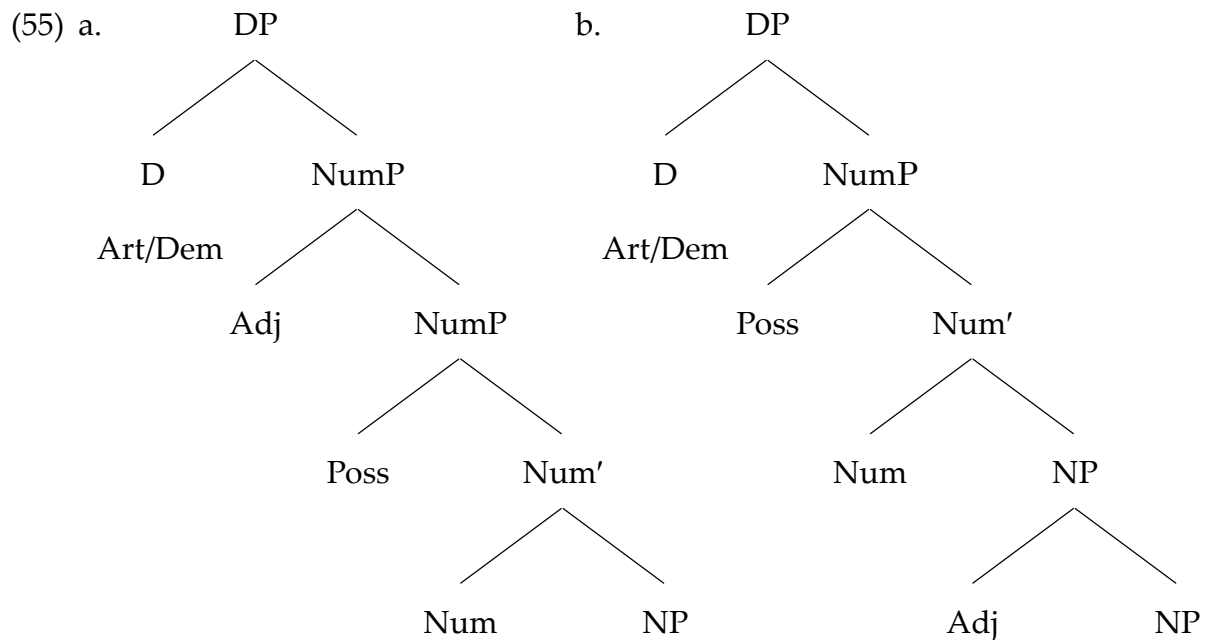 (55) a. DP b. DP
D NumP D NumP
Art/Dem Art/Dem
Adj NumP Poss Num′
Poss Num′ Num NP
Num NP Adj NP